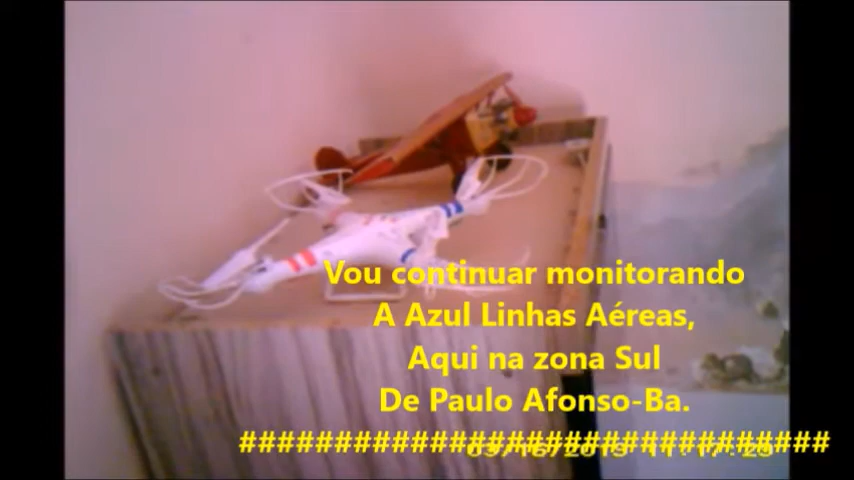 Vou continuar monitorando
A Azul Linhas Aéreas,
Aqui na zona Sul
De Paulo Afonso-Ba.
###############################